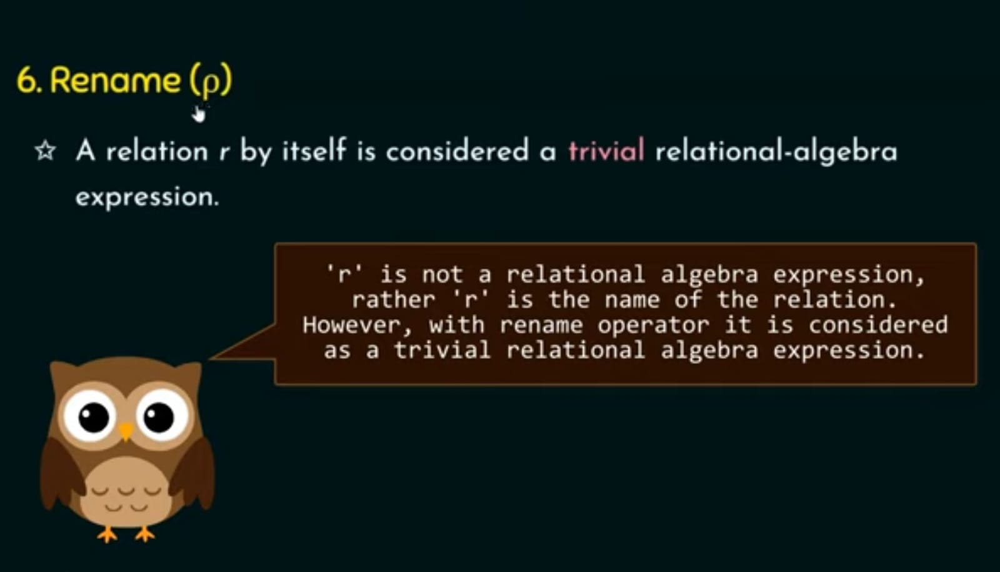 6. Rename (ρ)
☆ A relation r by itself is considered a trivial relational-algebra
expression.
'r' is not a relational algebra expression,
rather 'r' is the name of the relation.
However, with rename operator it is considered
as a trivial relational algebra expression.